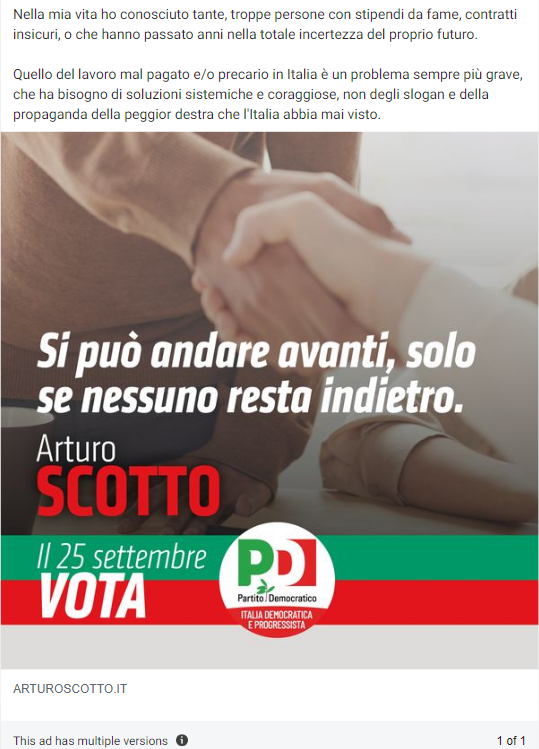 Nella mia vita ho conosciuto tante, troppe persone con stipendi da fame, contratti
insicuri, o che hanno passato anni nella totale incertezza del proprio futuro.
Quello del lavoro mal pagato e/o precario in Italia è un problema sempre più grave,
che ha bisogno di soluzioni sistemiche e coraggiose, non degli slogan e della
propaganda della peggior destra che l'Italia abbia mai visto.
Si può andare avanti, solo
se nessuno resta indietro.
Arturo
SCOTTO
Il 25 settembre
VOTA
PD
Partito Democratico
ITALIA DEMOCRATICA
E PROGRESSISTA
ARTUROSCOTTO.IT
This ad has multiple versions
1 of 1